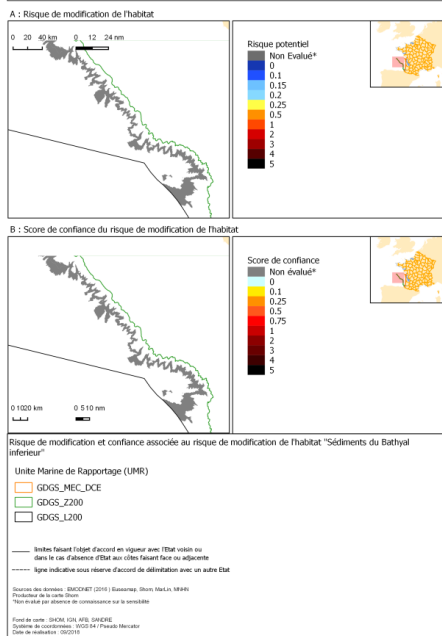 A : Risque de modification de l'habitat
0 20 40 km 0 12 24 nm
Risque potentiel
Non Evalué*
0
0.1
0.15
0.2
0.25
0.5
1
2
3
4
5
B : Score de confiance du risque de modification de l'habitat
Score de confiance
Non évalué*
0
0.1
0.25
0.5
0.75
1
2
3
4
5
0 10 20 km 0 5 10 nm
Risque de modification et confiance associée au risque de modification de l'habitat "Sédiments du Bathyal
inferieur"
Unite Marine de Rapportage (UMR)
GDGS_MEC_DCE
GDGS_Z200
GDGS_L200
limites faisant l'objet d'accord en vigueur avec l'Etat voisin ou
dans le cas d'absence d'Etat aux côtes faisant face ou adjacente
ligne indicative sous réserve d'accord de délimitation avec un autre Etat
Sources des données : EMODNET (2016) Euseamap, Shom, MarLin, MNHN
Producteur de la carte Shom
*Non évalué par absence de connaissance sur la sensibilité
Fond de carte : SHOM, IGN, AFB, SANDRE
Système de coordonnées : WGS 84 / Pseudo Mercator
Date de réalisation : 09/2018